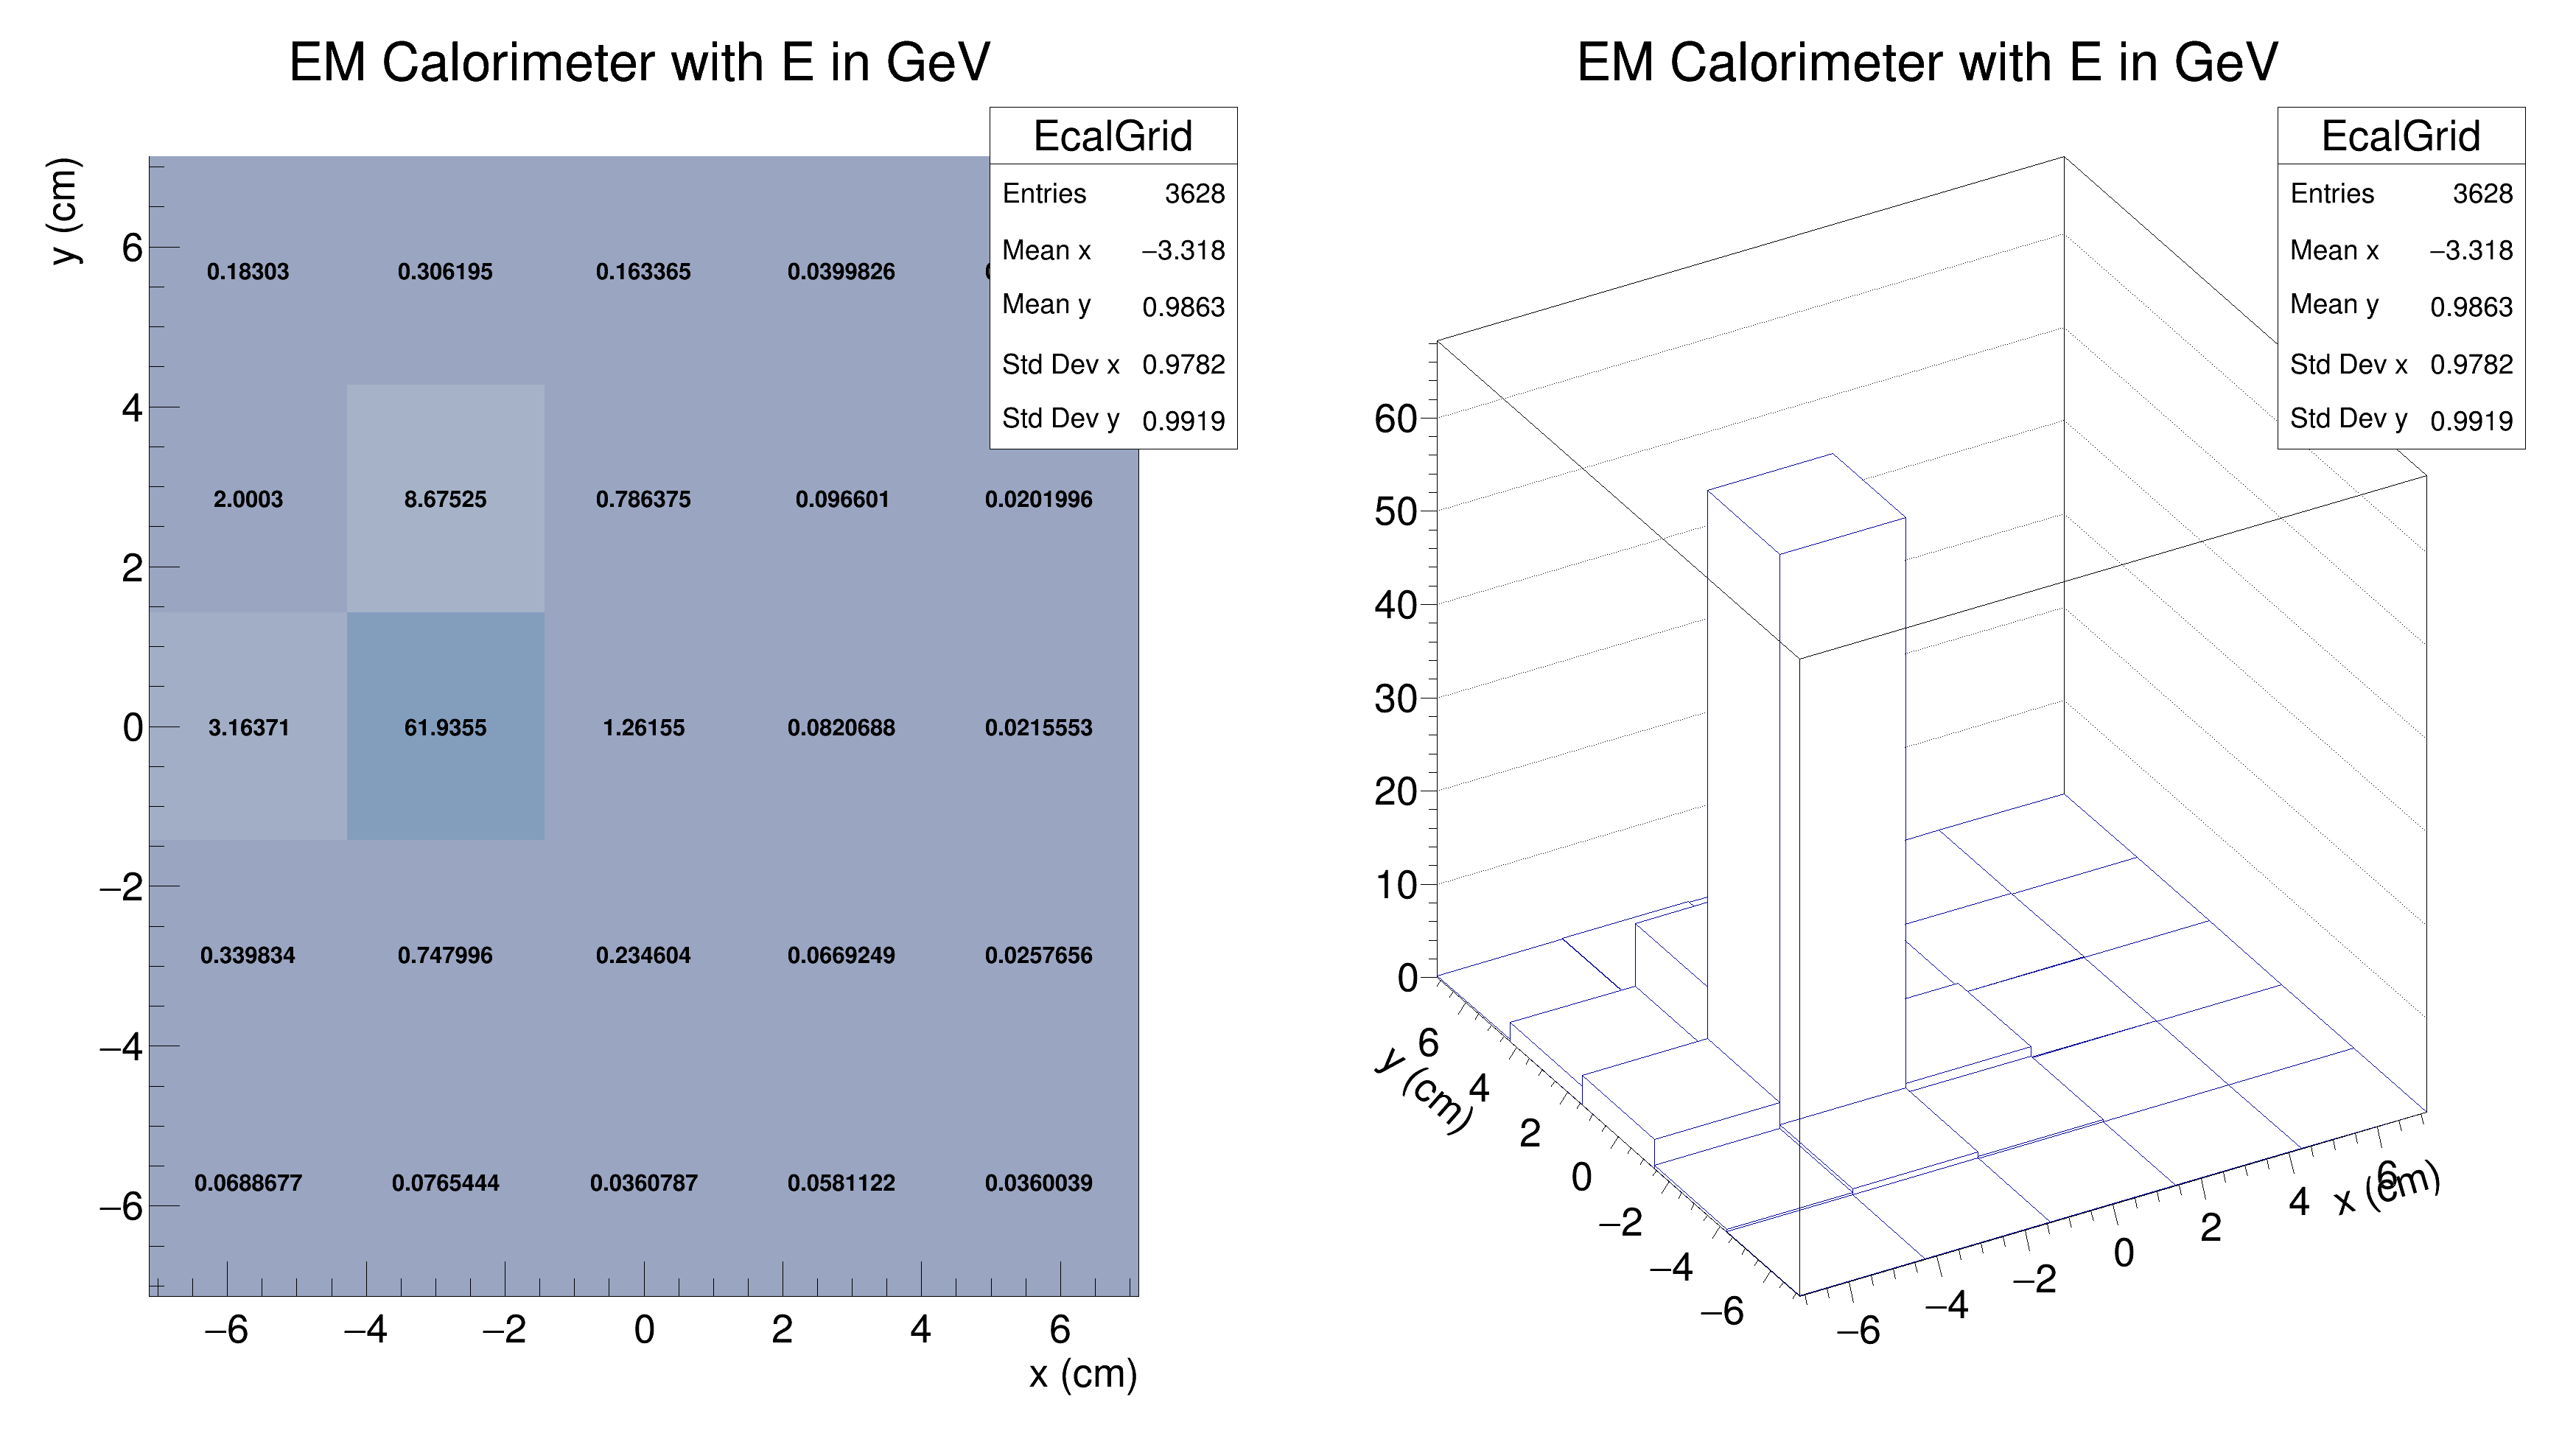 EM Calorimeter with E in GeV
EcalGrid
Entries 3628
Mean x −3.318
Mean y 0.9863
Std Dev x 0.9782
Std Dev y 0.9919
y (cm)
6
4
2
0
−2
−4
−6
0.18303 0.306195 0.163365 0.0399826
2.0003 8.67525 0.786375 0.096601 0.0201996
3.16371 61.9355 1.26155 0.0820688 0.0215553
0.339834 0.747996 0.234604 0.0669249 0.0257656
0.0688677 0.0765444 0.0360787 0.0581122 0.0360039
−6 −4 −2 0 2 4 6
x (cm)
EM Calorimeter with E in GeV
EcalGrid
Entries 3628
Mean x −3.318
Mean y 0.9863
Std Dev x 0.9782
Std Dev y 0.9919
60
50
40
30
20
10
0
y (cm)
6
4
2
0
−2
−4
−6
−6 −4 −2 0 2 4 6
x (cm)